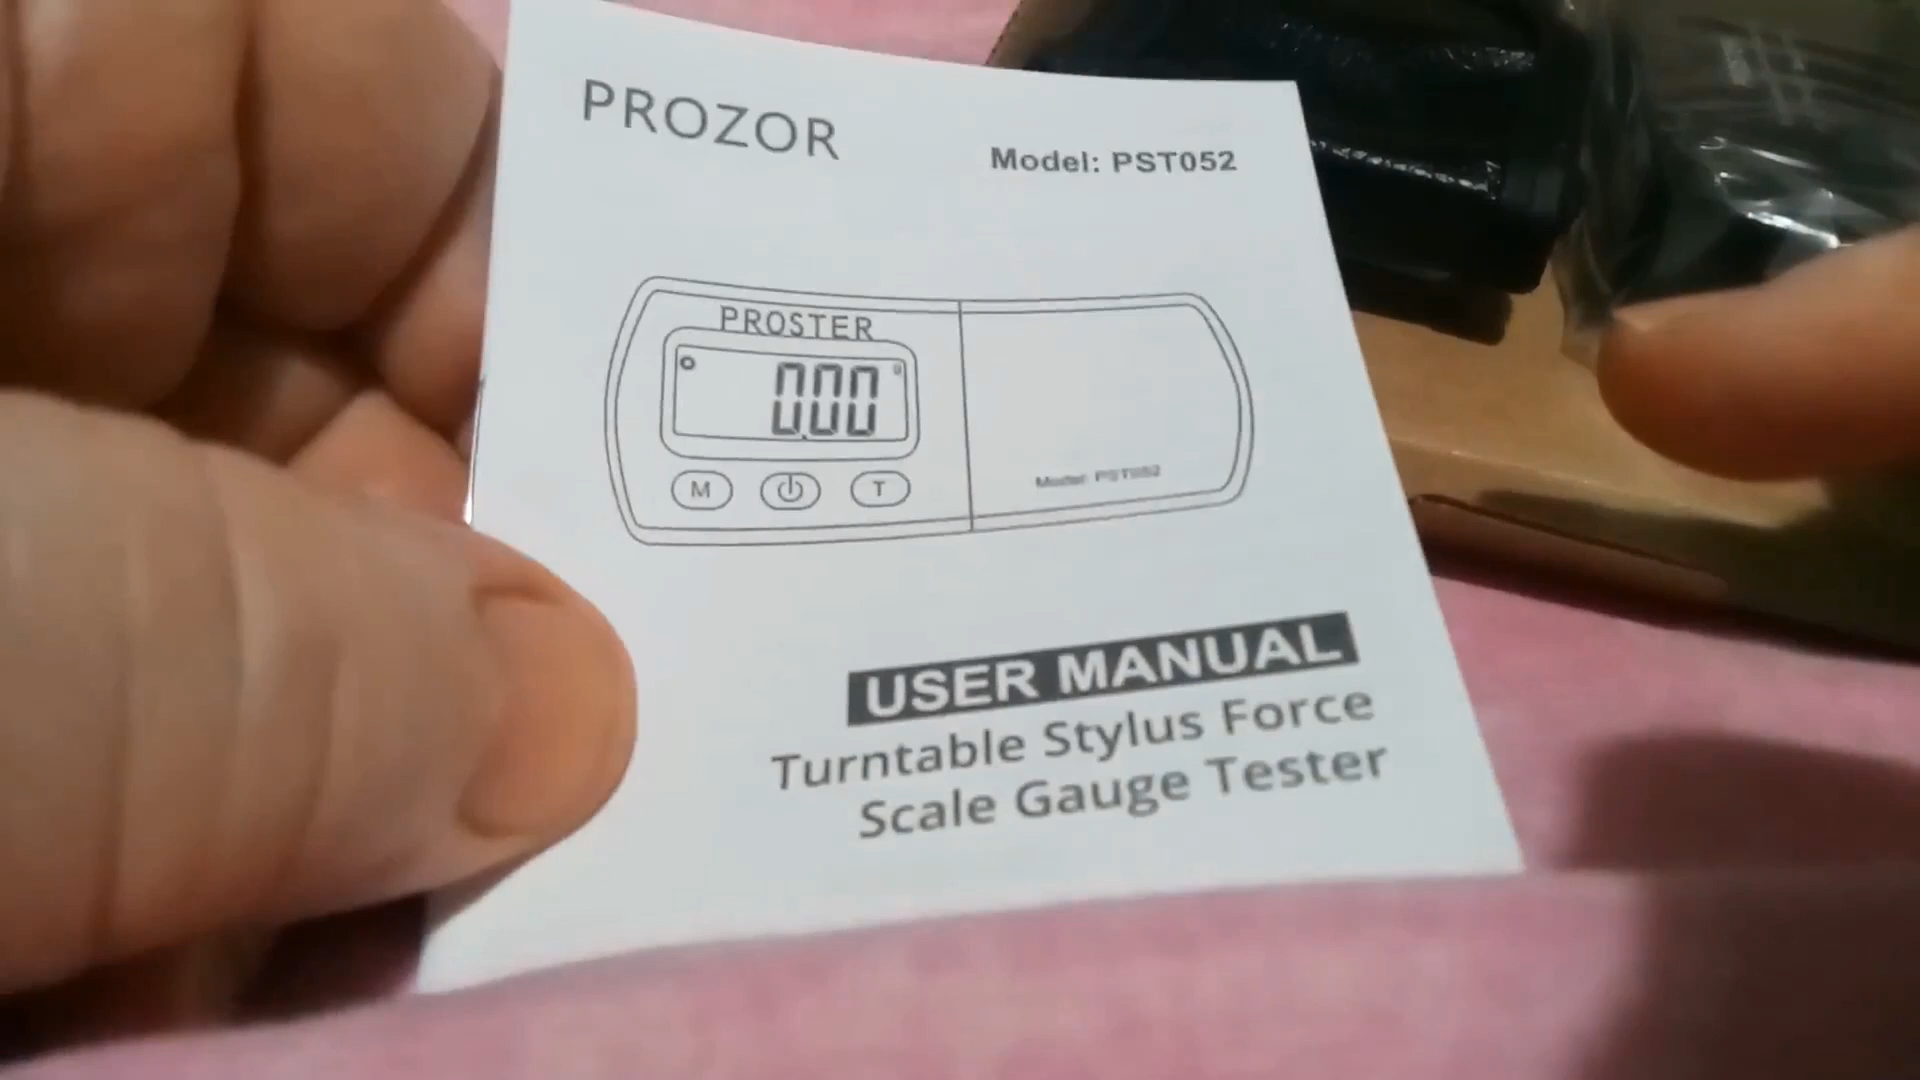 PROZOR
Model: PST052
PROSTER
0.00
M
T
Model: PST052
USER MANUAL
Turntable Stylus Force
Scale Gauge Tester